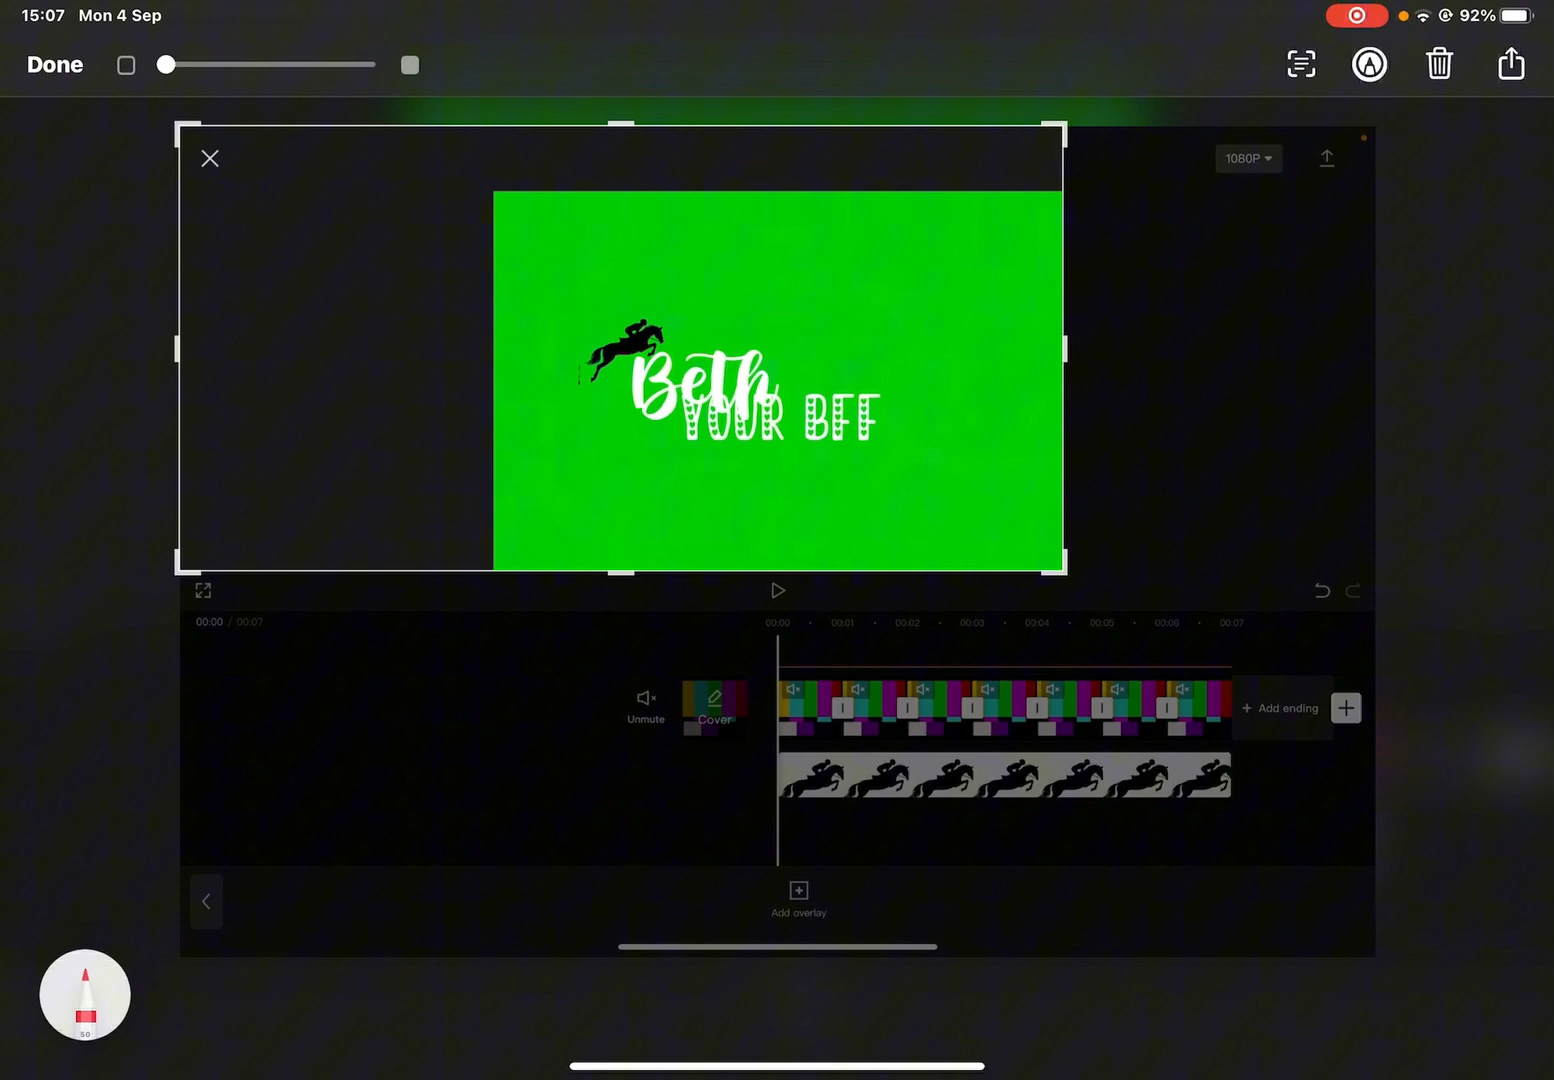 15:07 Mon 4 Sep
92%
Done
1080P
Beth
YOUR BFF
00:00 / 00:07
00:00 00:01 00:02 00:03 00:04 00:05 00:06 00:07
Unmute
Cover
+ Add ending
Add overlay
50